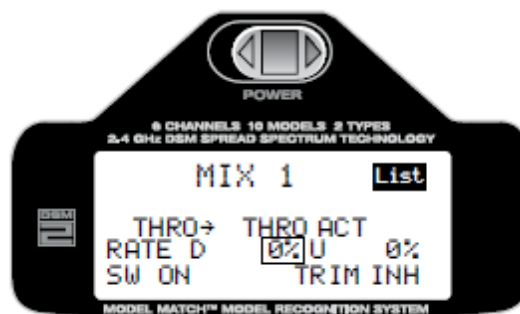 POWER
6 CHANNELS 10 MODELS 2 TYPES
2.4 GHz DSM SPREAD SPECTRUM TECHNOLOGY
MIX 1 List
DSM
2
THRO→ THRO ACT
RATE D 0% U 0%
SW ON TRIM INH
MODEL MATCH™ MODEL RECOGNITION SYSTEM